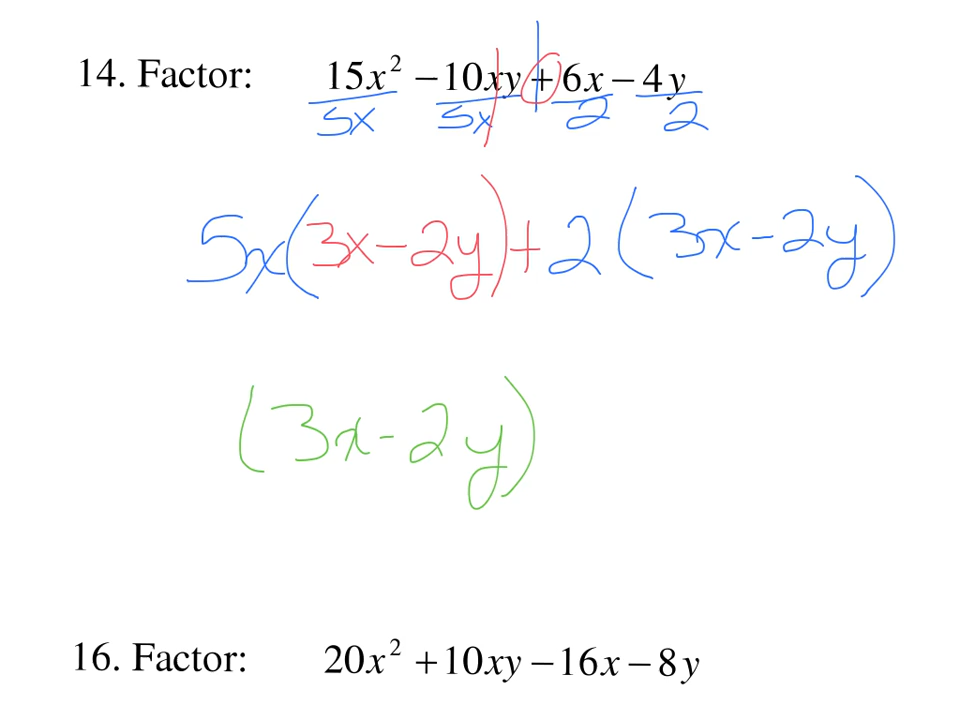 14. Factor: 15x² − 10xy + 6x − 4y
5x 5x 2 2
5x(3x − 2y) + 2(3x − 2y)
(3x − 2y)
16. Factor: 20x² + 10xy − 16x − 8y